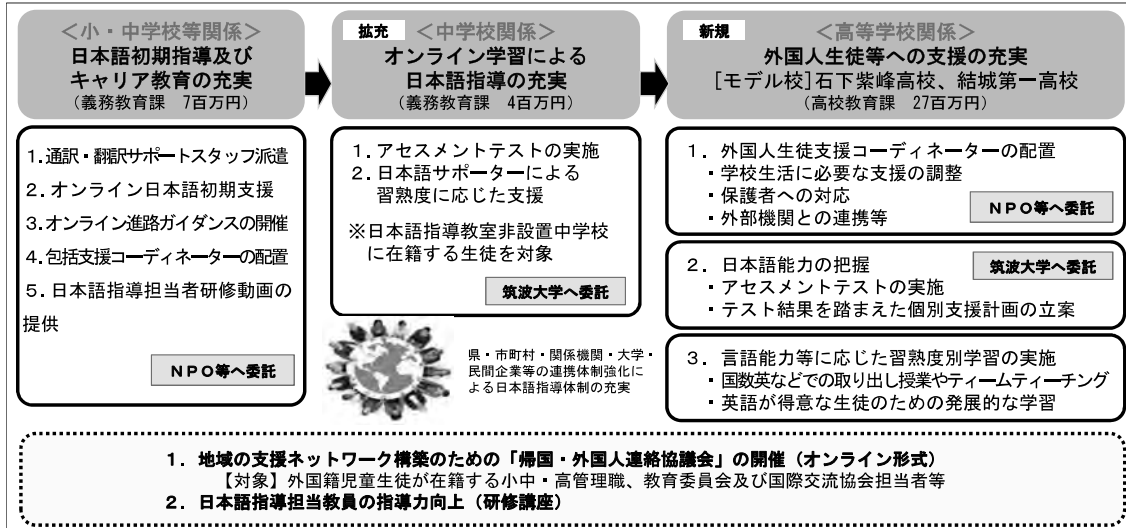 ＜小・中学校等関係＞
日本語初期指導及び
キャリア教育の充実
（義務教育課　7百万円）
1．通訳・翻訳サポートスタッフ派遣
2．オンライン日本語初期支援
3．オンライン進路ガイダンスの開催
4．包括支援コーディネーターの配置
5．日本語指導担当者研修動画の
提供
ＮＰＯ等へ委託
拡充
＜中学校関係＞
オンライン学習による
日本語指導の充実
（義務教育課　4百万円）
1．アセスメントテストの実施
2．日本語サポーターによる
習熟度に応じた支援
※日本語指導教室非設置中学校
に在籍する生徒を対象
筑波大学へ委託
県・市町村・関係機関・大学・
民間企業等の連携体制強化に
よる日本語指導体制の充実
新規
＜高等学校関係＞
外国人生徒等への支援の充実
［モデル校］石下紫峰高校、結城第一高校
（高校教育課　27百万円）
1．外国人生徒支援コーディネーターの配置
・学校生活に必要な支援の調整
・保護者への対応
・外部機関との連携等
ＮＰＯ等へ委託
2．日本語能力の把握
筑波大学へ委託
・アセスメントテストの実施
・テスト結果を踏まえた個別支援計画の立案
3．言語能力等に応じた習熟度別学習の実施
・国数英などでの取り出し授業やティームティーチング
・英語が得意な生徒のための発展的な学習
1．地域の支援ネットワーク構築のための「帰国・外国人連絡協議会」の開催（オンライン形式）
【対象】外国籍児童生徒が在籍する小中・高管理職、教育委員会及び国際交流協会担当者等
2．日本語指導担当教員の指導力向上（研修講座）